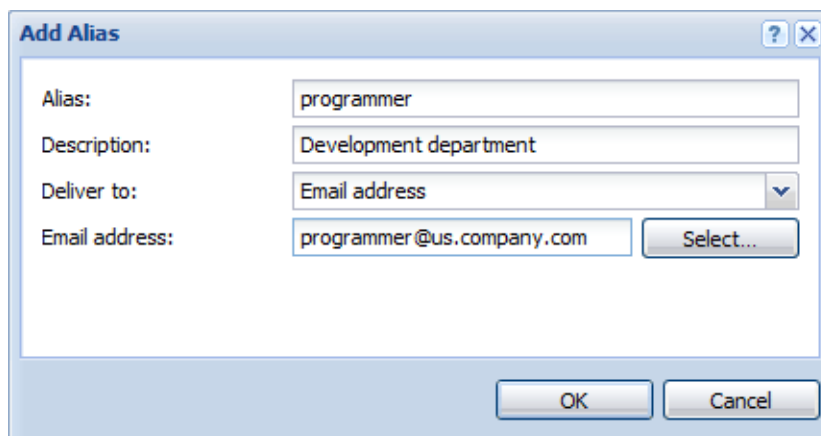 Add Alias
?
Alias: programmer
Description: Development department
Deliver to: Email address
Email address: programmer@us.company.com Select...
OK Cancel